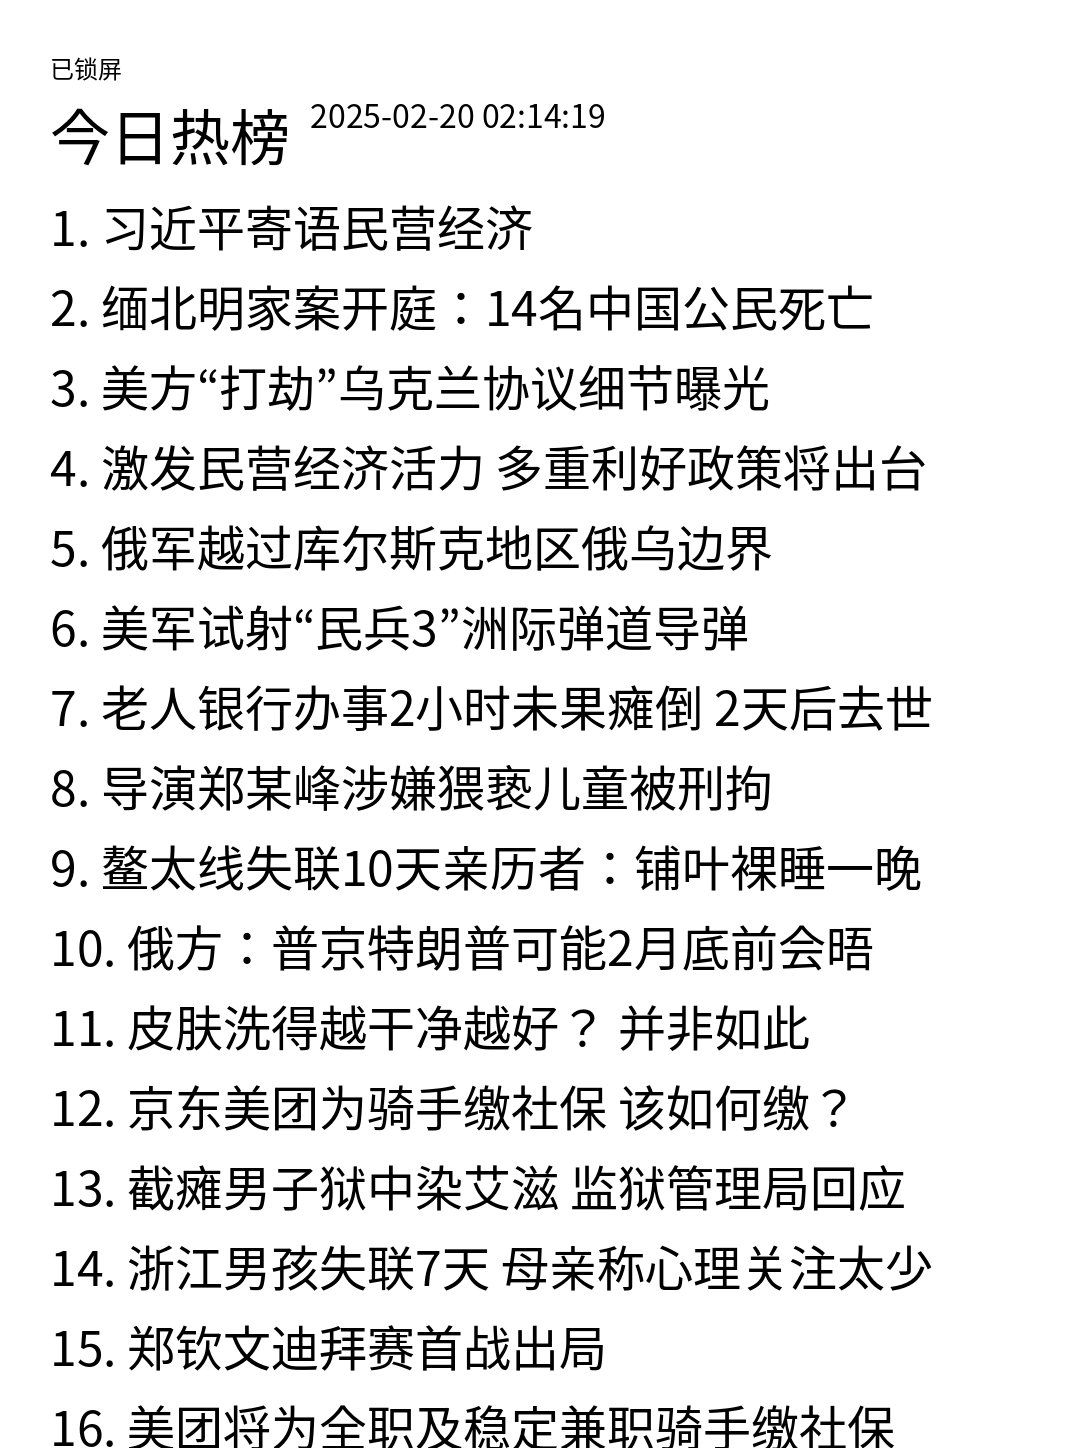 已锁屏
今日热榜 2025-02-20 02:14:19
1. 习近平寄语民营经济
2. 缅北明家案开庭：14名中国公民死亡
3. 美方“打劫”乌克兰协议细节曝光
4. 激发民营经济活力 多重利好政策将出台
5. 俄军越过库尔斯克地区俄乌边界
6. 美军试射“民兵3”洲际弹道导弹
7. 老人银行办事2小时未果瘫倒 2天后去世
8. 导演郑某峰涉嫌猥亵儿童被刑拘
9. 鳌太线失联10天亲历者：铺叶裸睡一晚
10. 俄方：普京特朗普可能2月底前会晤
11. 皮肤洗得越干净越好？ 并非如此
12. 京东美团为骑手缴社保 该如何缴？
13. 截瘫男子狱中染艾滋 监狱管理局回应
14. 浙江男孩失联7天 母亲称心理关注太少
15. 郑钦文迪拜赛首战出局
16. 美团将为全职及稳定兼职骑手缴社保